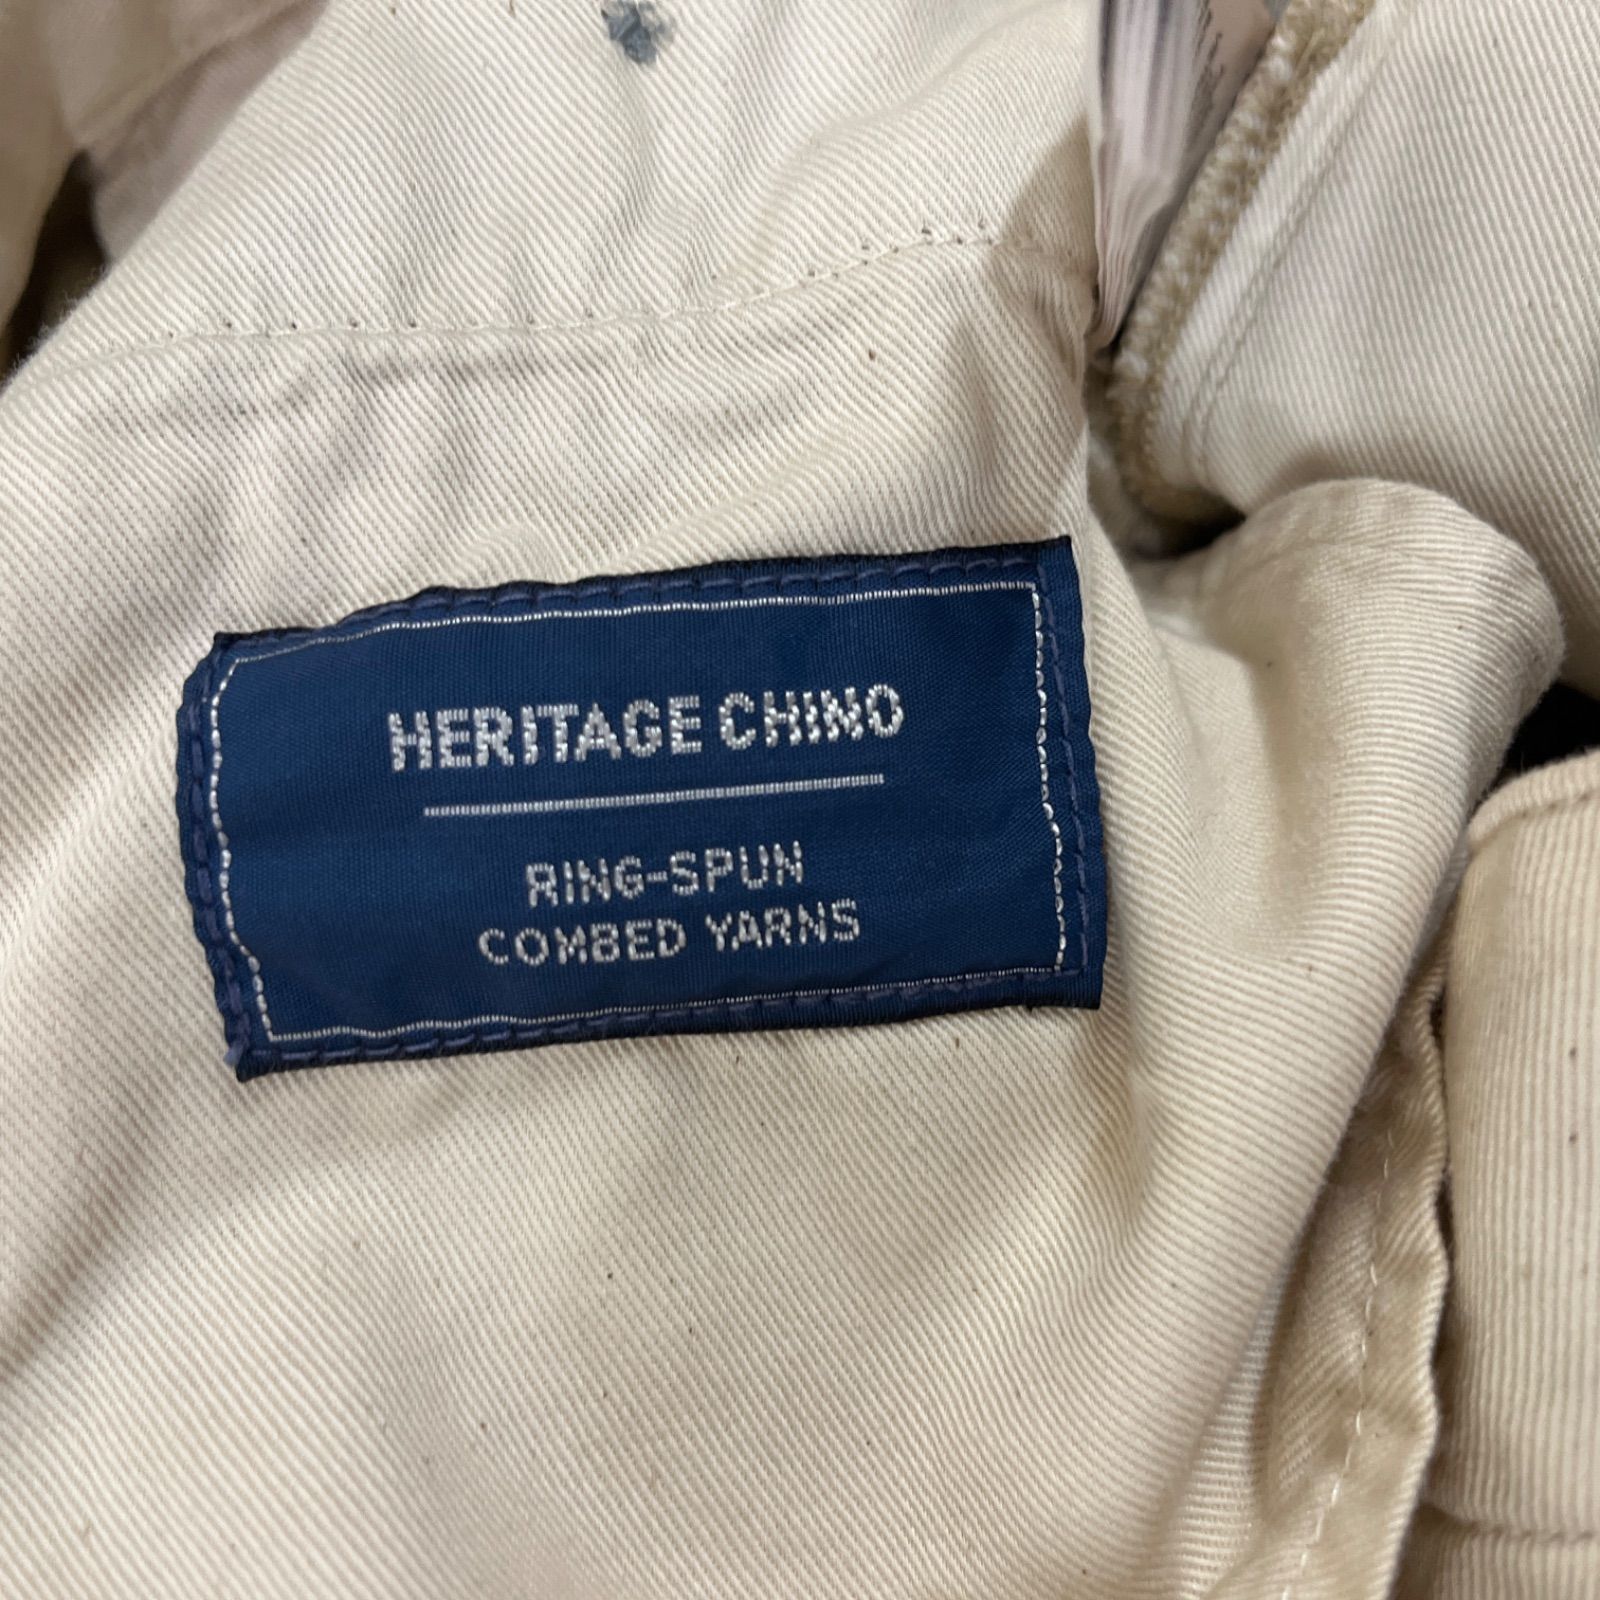 HERITAGE CHINO
RING-SPUN
COMBED YARNS